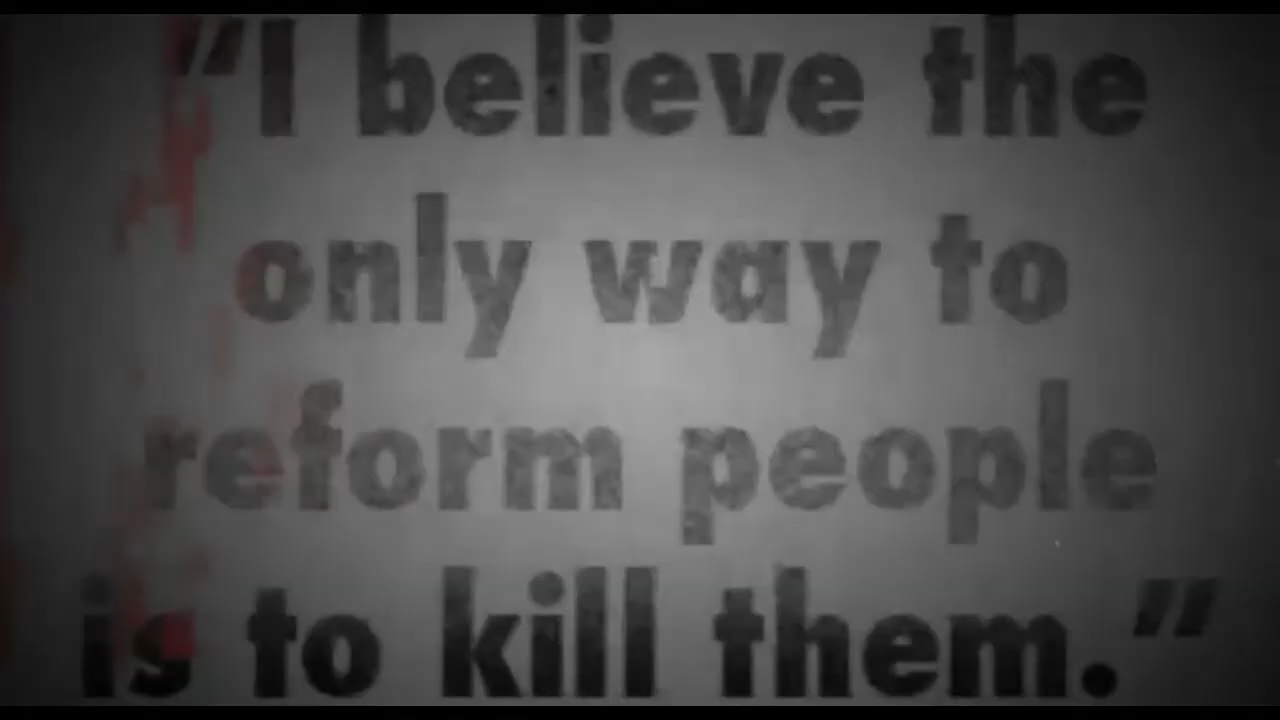 "I believe the
only way to
reform people
is to kill them."